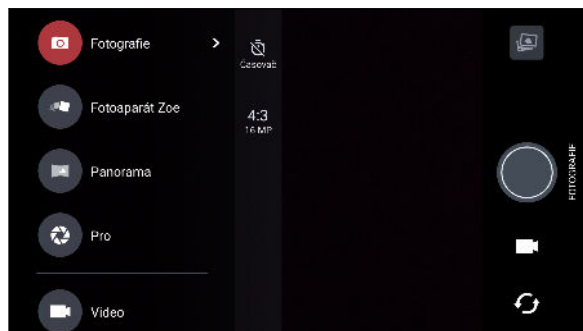 Fotografie
Časovač
Fotoaparát Zoe
4:3
16 MP
Panorama
Pro
Video
FOTOGRAFIE